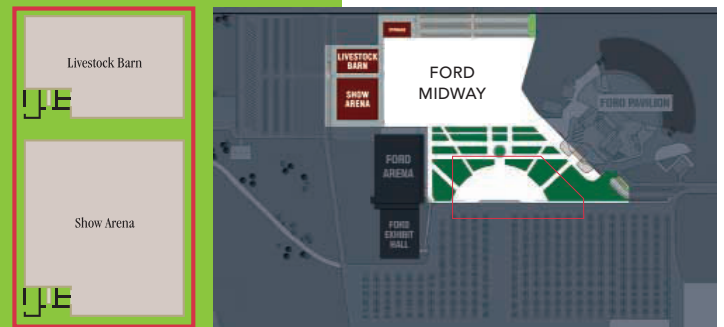 Livestock Barn
Show Arena
LIVESTOCK
BARN
SHOW
ARENA
FORD
MIDWAY
FORD PAVILION
FORD
ARENA
FORD
EXHIBIT
HALL